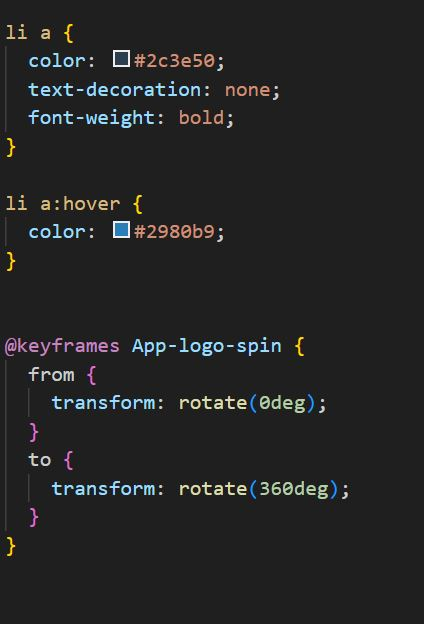 li a {
  color: #2c3e50;
  text-decoration: none;
  font-weight: bold;
}
li a:hover {
  color: #2980b9;
}
@keyframes App-logo-spin {
  from {
    transform: rotate(0deg);
  }
  to {
    transform: rotate(360deg);
  }
}